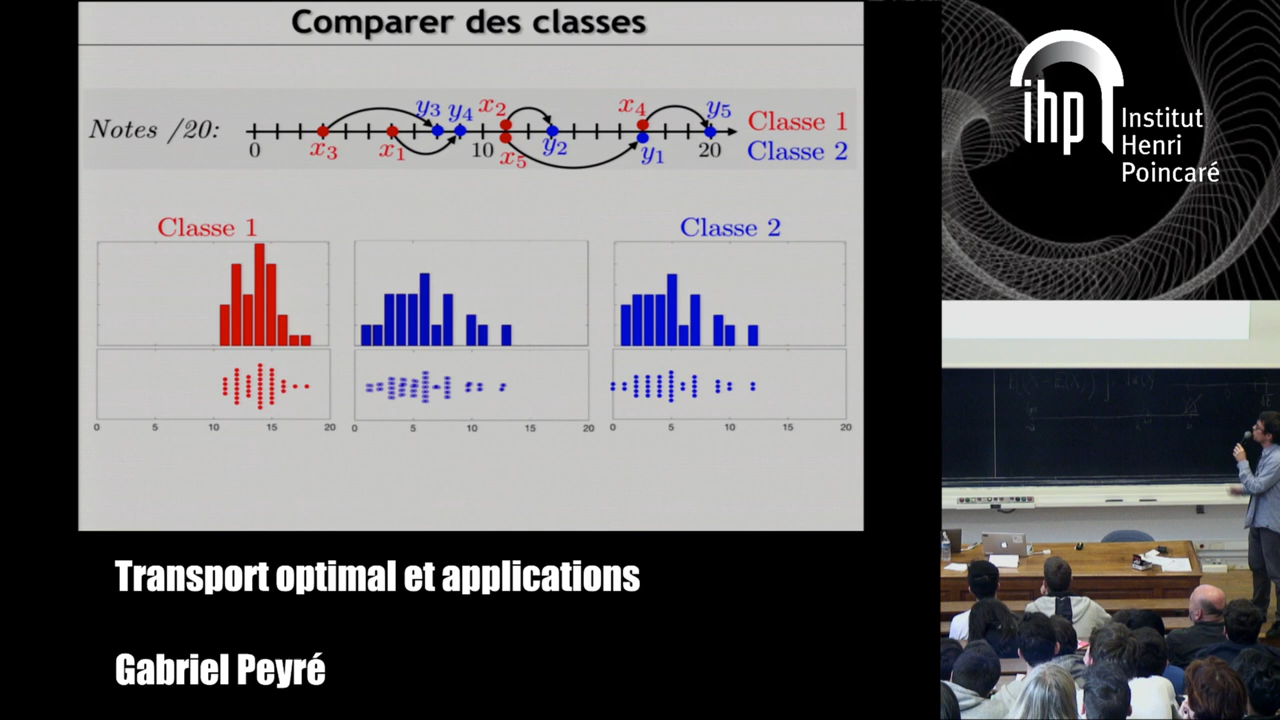 Comparer des classes
Notes /20:
y3 y4 x2 x4 y5
0 x3 x1 10 x5 y2 y1 20
Classe 1
Classe 2
Classe 1
Classe 2
0 5 10 15 20
0 5 10 15 20
0 5 10 15 20
Transport optimal et applications
Gabriel Peyré
ihp
Institut
Henri
Poincaré